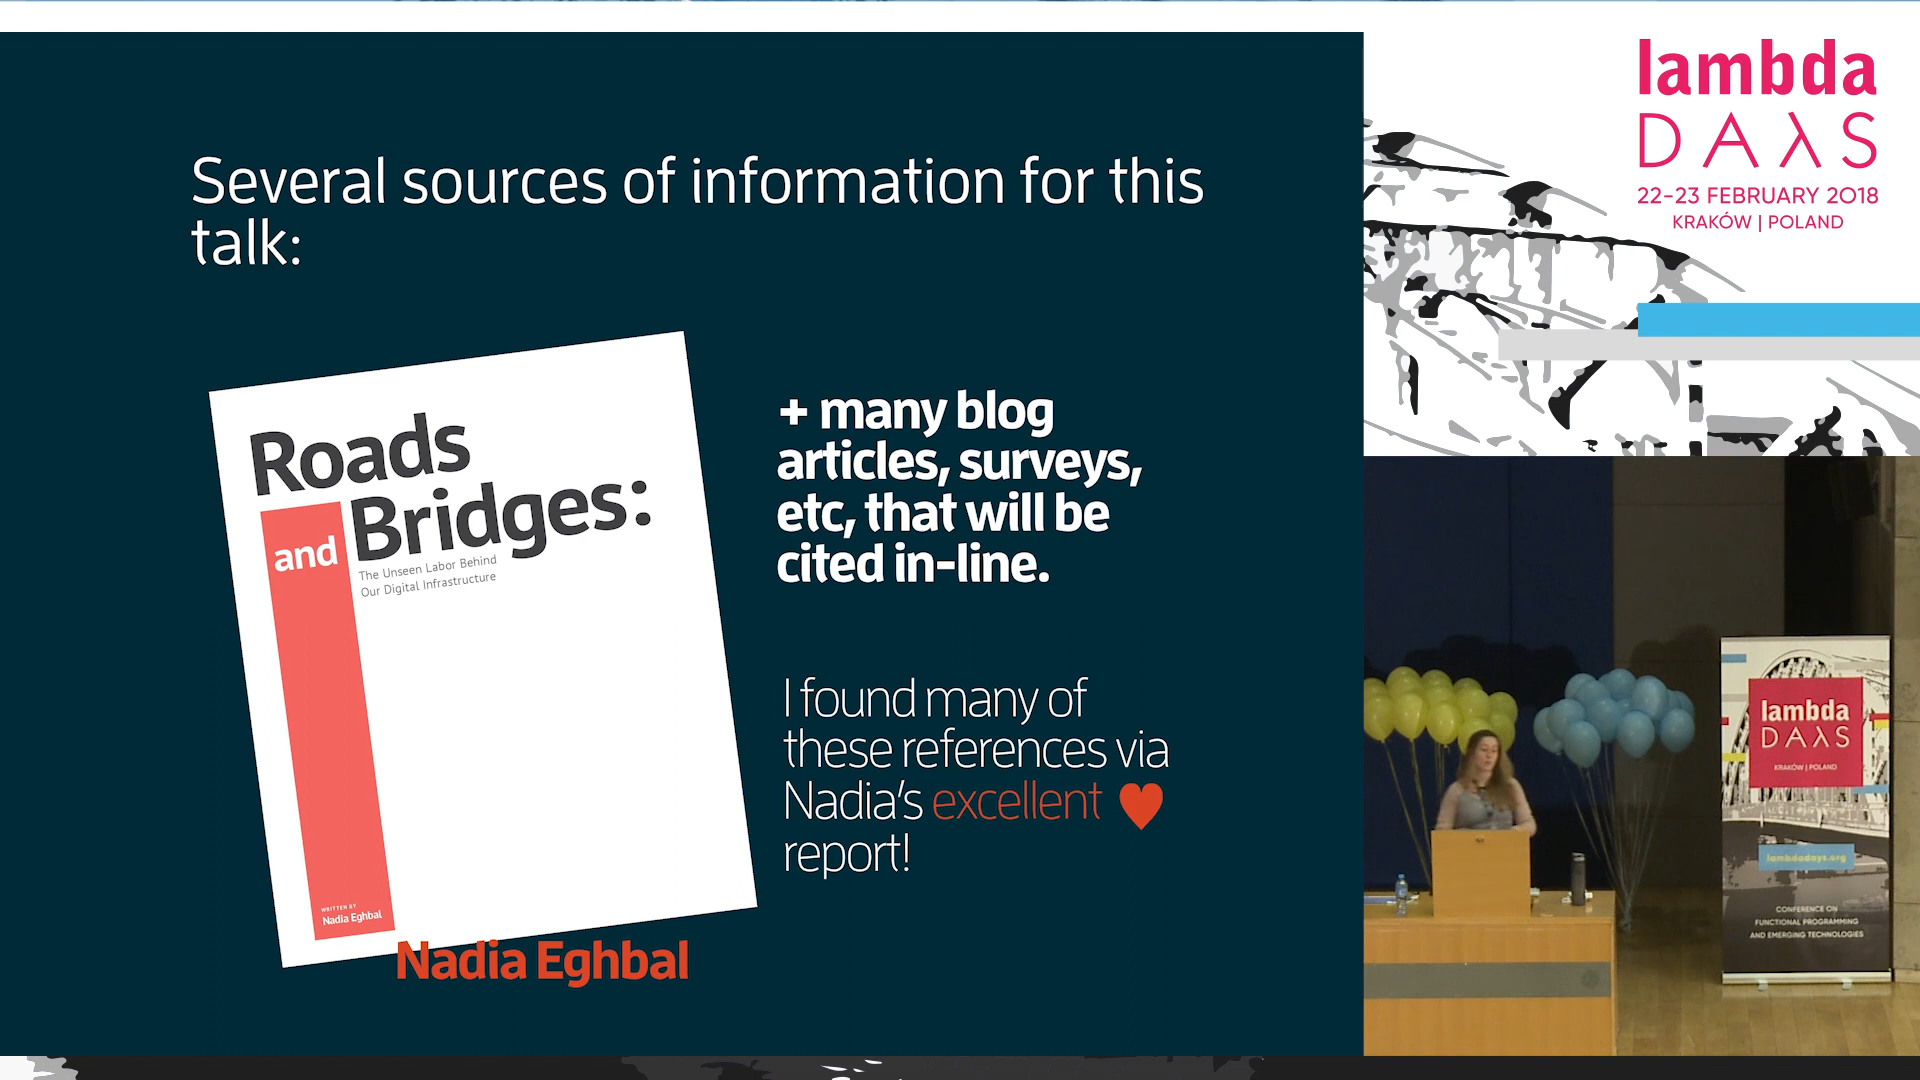 Several sources of information for this
talk:
Roads
and Bridges:
The Unseen Labor Behind
Our Digital Infrastructure
WRITTEN BY
Nadia Eghbal
Nadia Eghbal
+ many blog
articles, surveys,
etc, that will be
cited in-line.
I found many of
these references via
Nadia's excellent ♥
report!
lambda
DAλS
22-23 FEBRUARY 2018
KRAKÓW | POLAND
lambda
DAλS
KRAKÓW | POLAND
lambdadays.org
CONFERENCE ON
FUNCTIONAL PROGRAMMING
AND EMERGING TECHNOLOGIES